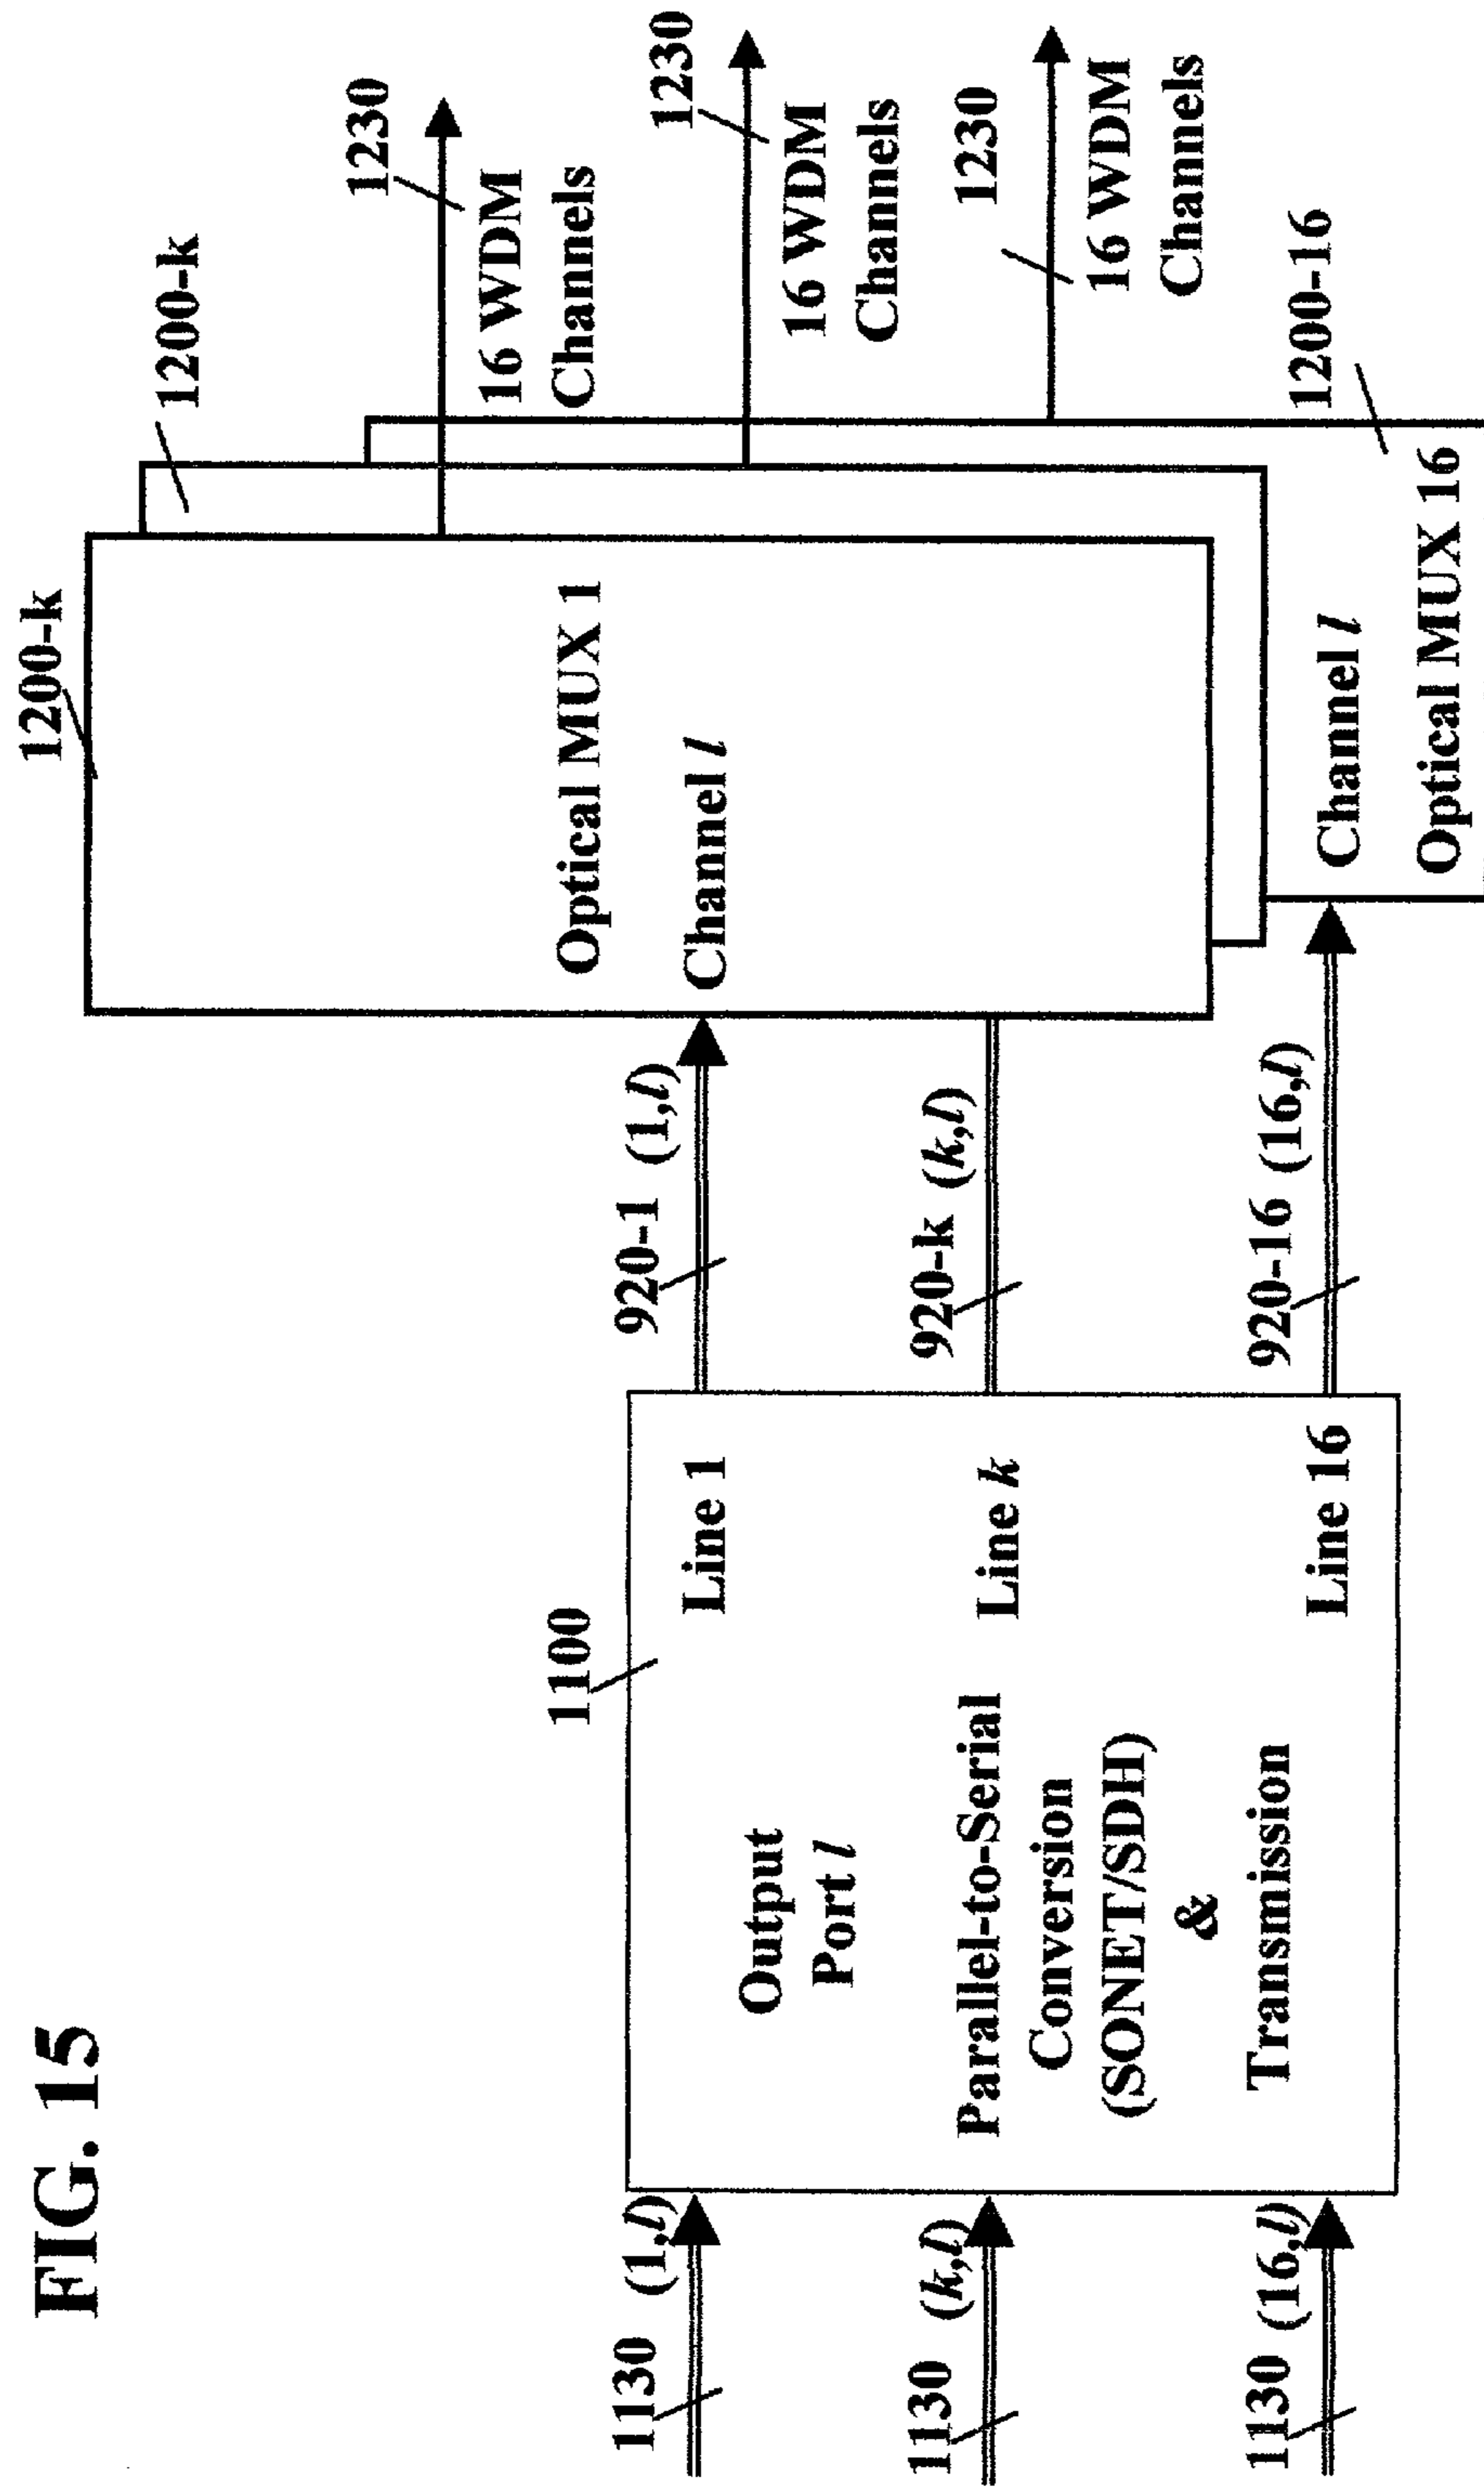 FIG. 15
1130 (1,l)
1130 (k,l)
1130 (16,l)
1100
Output
Port l
Parallel-to-Serial
Conversion
(SONET/SDH)
&
Transmission
Line 1
Line k
Line 16
920-1 (1,l)
920-k (k,l)
920-16 (16,l)
1200-k
Optical MUX 1
Channel l
1200-k
Channel l
Optical MUX 16
1200-16
1230
16 WDM
Channels
1230
16 WDM
Channels
1230
16 WDM
Channels